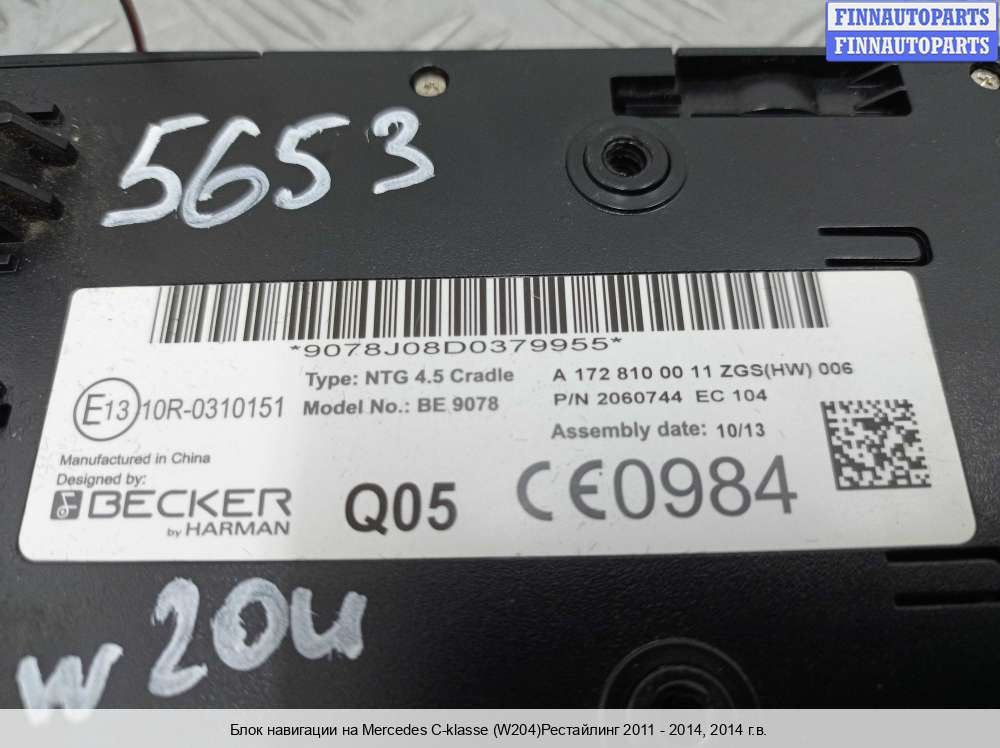 FINNAUTOPARTS
FINNAUTOPARTS
5653
*9078J08D0379955*
Type: NTG 4.5 Cradle A 172 810 00 11 ZGS(HW) 006
E13 10R-0310151 Model No.: BE 9078 P/N 2060744 EC 104
Assembly date: 10/13
Manufactured in China
Designed by:
BECKER
by HARMAN
Q05
CE0984
W 204
Блок навигации на Mercedes C-klasse (W204)Рестайлинг 2011 - 2014, 2014 г.в.